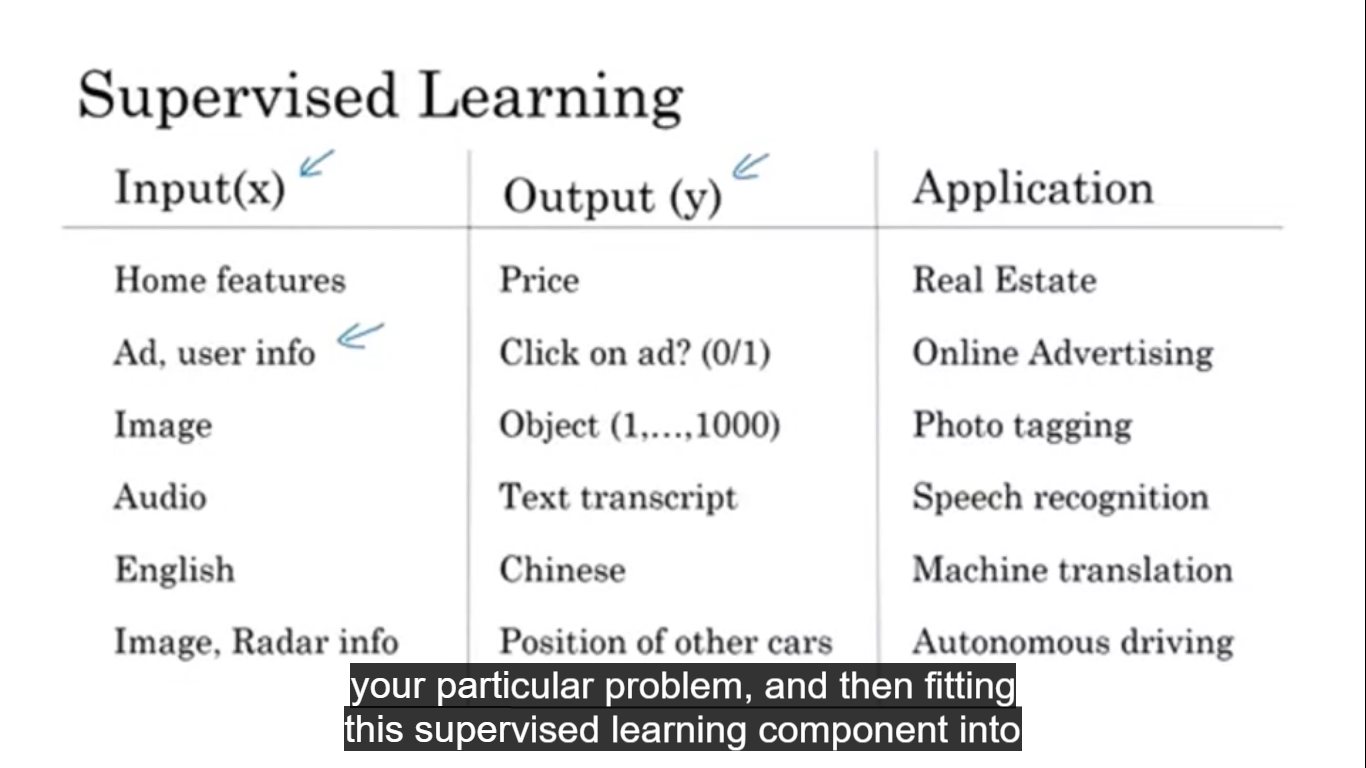 Supervised Learning
Input(x) Output (y) Application
Home features Price Real Estate
Ad, user info Click on ad? (0/1) Online Advertising
Image Object (1,...,1000) Photo tagging
Audio Text transcript Speech recognition
English Chinese Machine translation
Image, Radar info Position of other cars Autonomous driving
your particular problem, and then fitting
this supervised learning component into